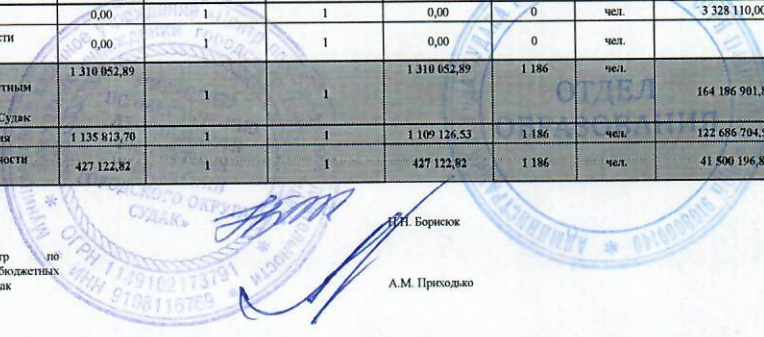 0,00 1 1 0,00 0 чел. 3 328 110,00
сти 0,00 1 1 0,00 0 чел.
1 310 052,89 1 1 1 310 052,89 1 186 чел. 164 186 901,8
тным
Судак
я 1 135 813,70 1 1 1 109 126,53 1 186 чел. 122 686 704,9
ности 427 122,82 1 1 427 122,82 1 186 чел. 41 500 196,8
ОТДЕЛ
ОБРАЗОВАНИЯ
ГОРОДСКОГО ОКРУГА
СУДАК»
ОГРН 1149102173791
ИНН 9108116769
Н.Н. Борисюк
тр по
бюджетных
ак
А.М. Приходько